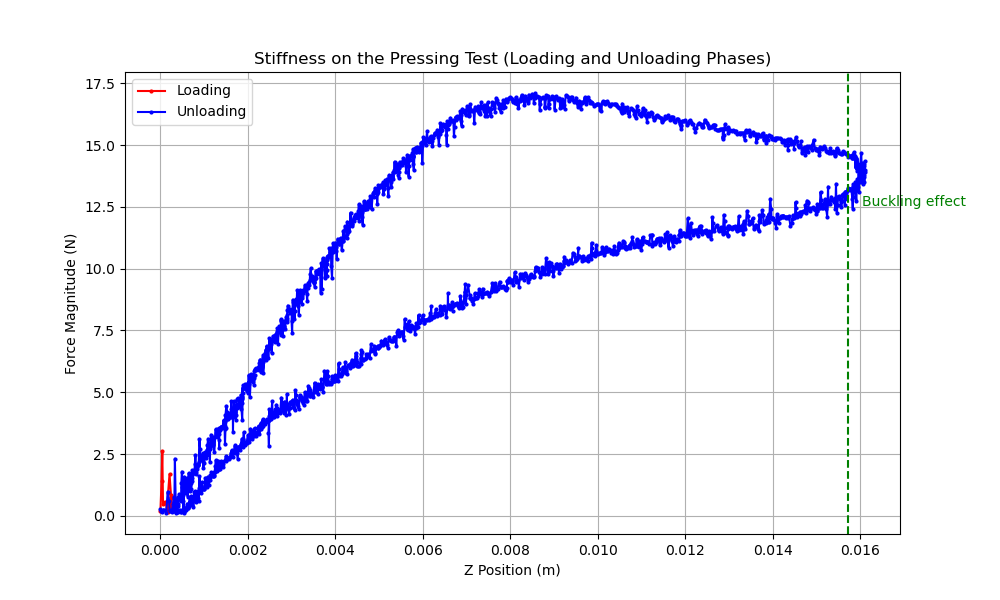 Stiffness on the Pressing Test (Loading and Unloading Phases)
Loading
Unloading
17.5
15.0
12.5
10.0
7.5
5.0
2.5
0.0
Force Magnitude (N)
Buckling effect
0.000 0.002 0.004 0.006 0.008 0.010 0.012 0.014 0.016
Z Position (m)